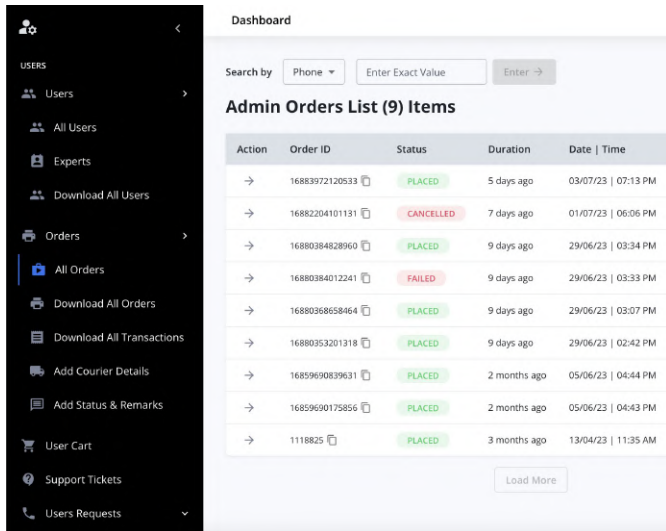 Dashboard
USERS
Users
All Users
Experts
Download All Users
Orders
All Orders
Download All Orders
Download All Transactions
Add Courier Details
Add Status & Remarks
User Cart
Support Tickets
Users Requests
Search by Phone Enter Exact Value Enter →
Admin Orders List (9) Items
Action Order ID Status Duration Date | Time
→ 16883972120533 PLACED 5 days ago 03/07/23 | 07:13 PM
→ 16882204101131 CANCELLED 7 days ago 01/07/23 | 06:06 PM
→ 16880384828960 PLACED 9 days ago 29/06/23 | 03:34 PM
→ 16880384012241 FAILED 9 days ago 29/06/23 | 03:33 PM
→ 16880368658464 PLACED 9 days ago 29/06/23 | 03:07 PM
→ 16880353201318 PLACED 9 days ago 29/06/23 | 02:42 PM
→ 16859690839631 PLACED 2 months ago 05/06/23 | 04:44 PM
→ 16859690175856 PLACED 2 months ago 05/06/23 | 04:43 PM
→ 1118825 PLACED 3 months ago 13/04/23 | 11:35 AM
Load More